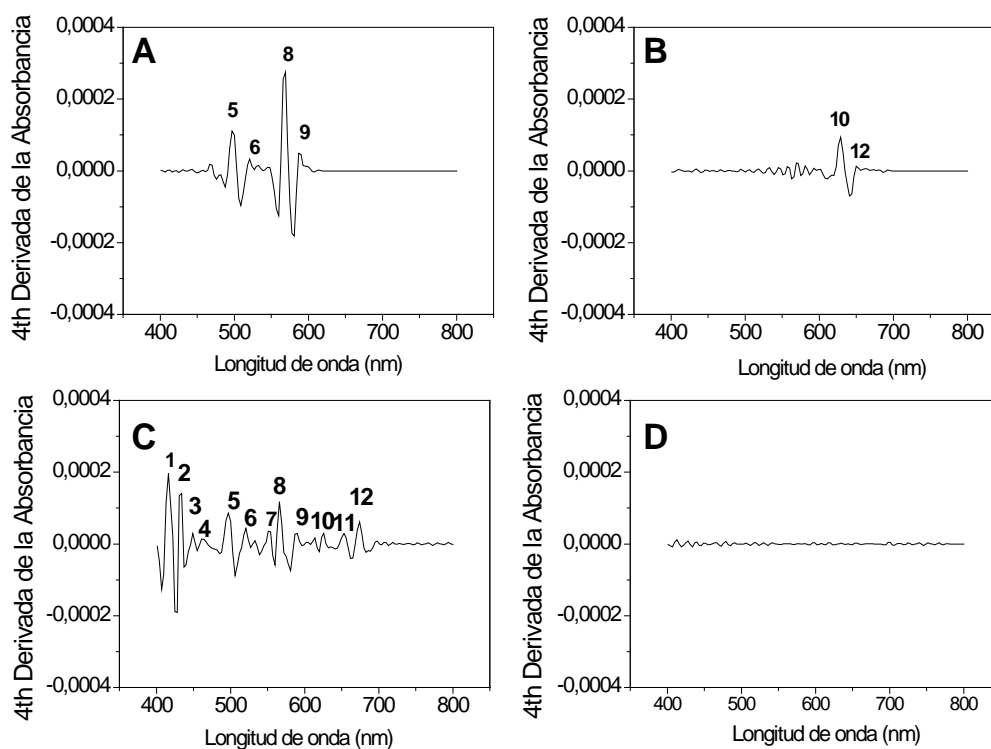 A
4th Derivada de la Absorbancia
0,0004
0,0002
0,0000
-0,0002
-0,0004
5
6
8
9
400 500 600 700 800
Longitud de onda (nm)
B
4th Derivada de la Absorbancia
0,0004
0,0002
0,0000
-0,0002
-0,0004
10
12
400 500 600 700 800
Longitud de onda (nm)
C
4th Derivada de la Absorbancia
0,0004
0,0002
0,0000
-0,0002
-0,0004
1
2
3
4
5
6
7
8
9
10
11
12
400 500 600 700 800
Longitud de onda (nm)
D
4th Derivada de la Absorbancia
0,0004
0,0002
0,0000
-0,0002
-0,0004
400 500 600 700 800
Longitud de onda (nm)